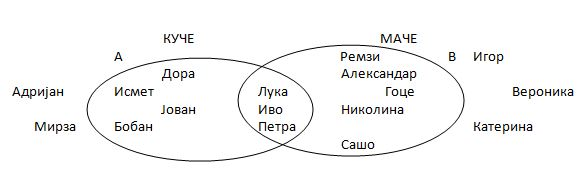 КУЧЕ МАЧЕ
А Ремзи В Игор
Дора Александар
Адријан Исмет Лука Гоце Вероника
Јован Иво Николина
Мирза Бобан Петра Катерина
Сашо